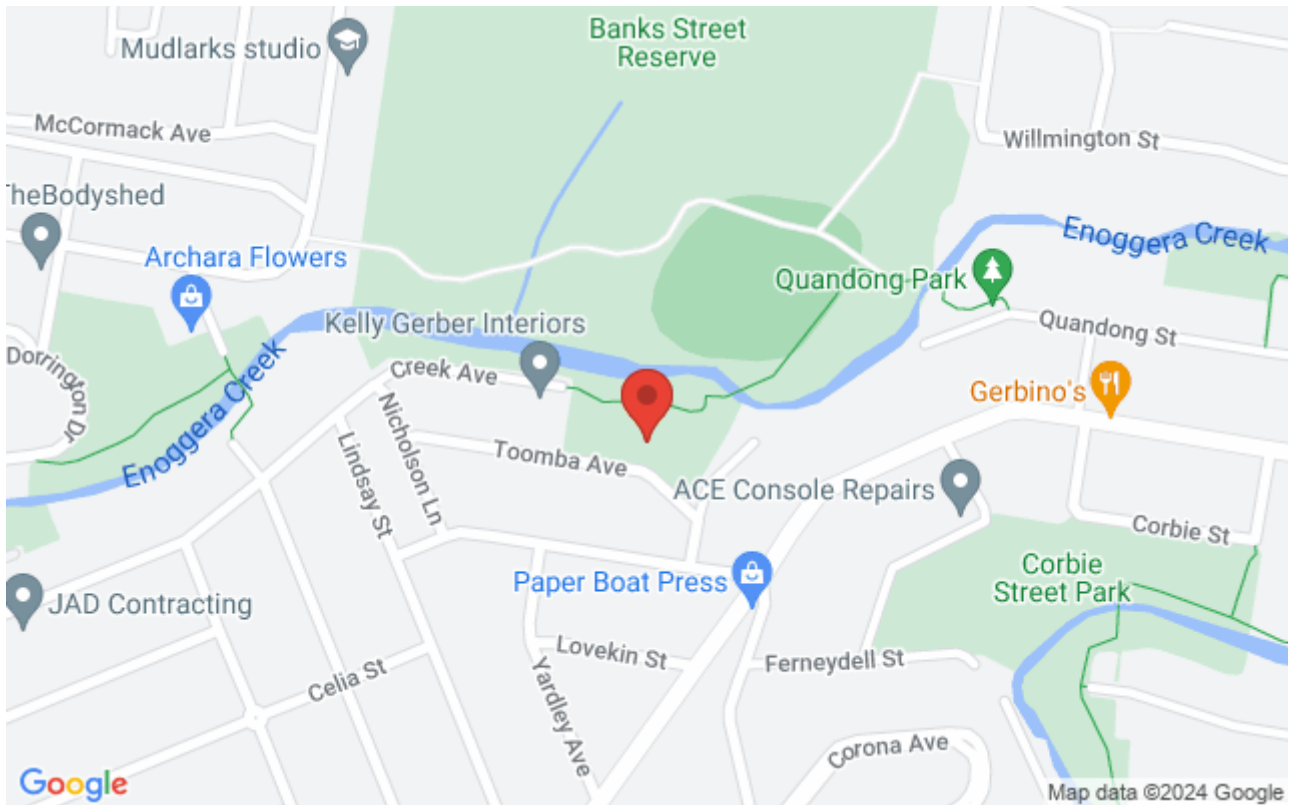 Banks Street
Reserve
Mudlarks studio
McCormack Ave
Willmington St
TheBodyshed
Enoggera Creek
Archara Flowers
Quandong Park
Kelly Gerber Interiors
Quandong St
Dorrington Dr
Enoggera Creek
Creek Ave
Gerbino's
Nicholson Ln
Lindsay St
Toomba Ave
ACE Console Repairs
Corbie St
Corbie
Street Park
Paper Boat Press
JAD Contracting
Lovekin St
Ferneydell St
Celia St
Yardley Ave
Corona Ave
Google
Map data ©2024 Google